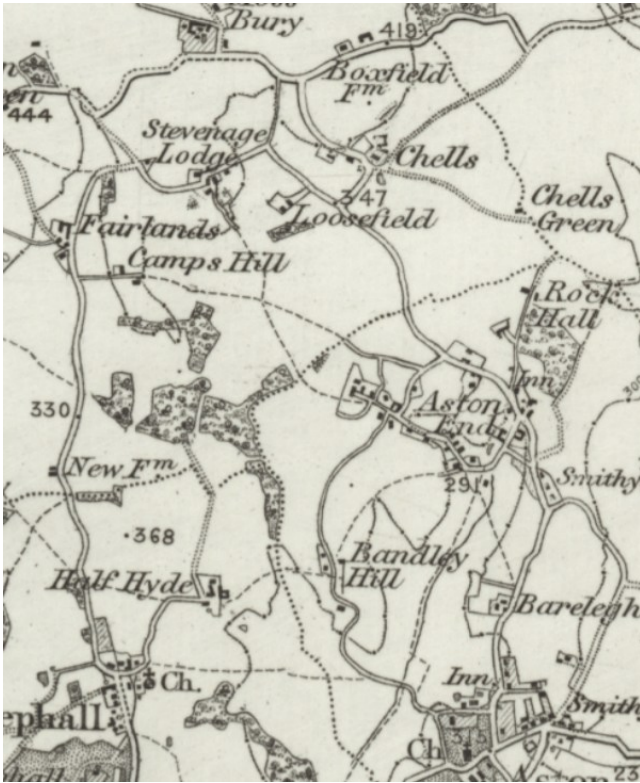 Bury
419
Boxfield
Fm
444
Stevenage
Lodge
Chells
347
Chells
Green
Fairlands
Loosefield
Camps Hill
Rock
Hall
330
Inn
Aston
End
New Fm
291
Smithy
368
Bandley
Hill
Half Hyde
Barelegh
Ch.
Inn
ephall
Smith
Ch